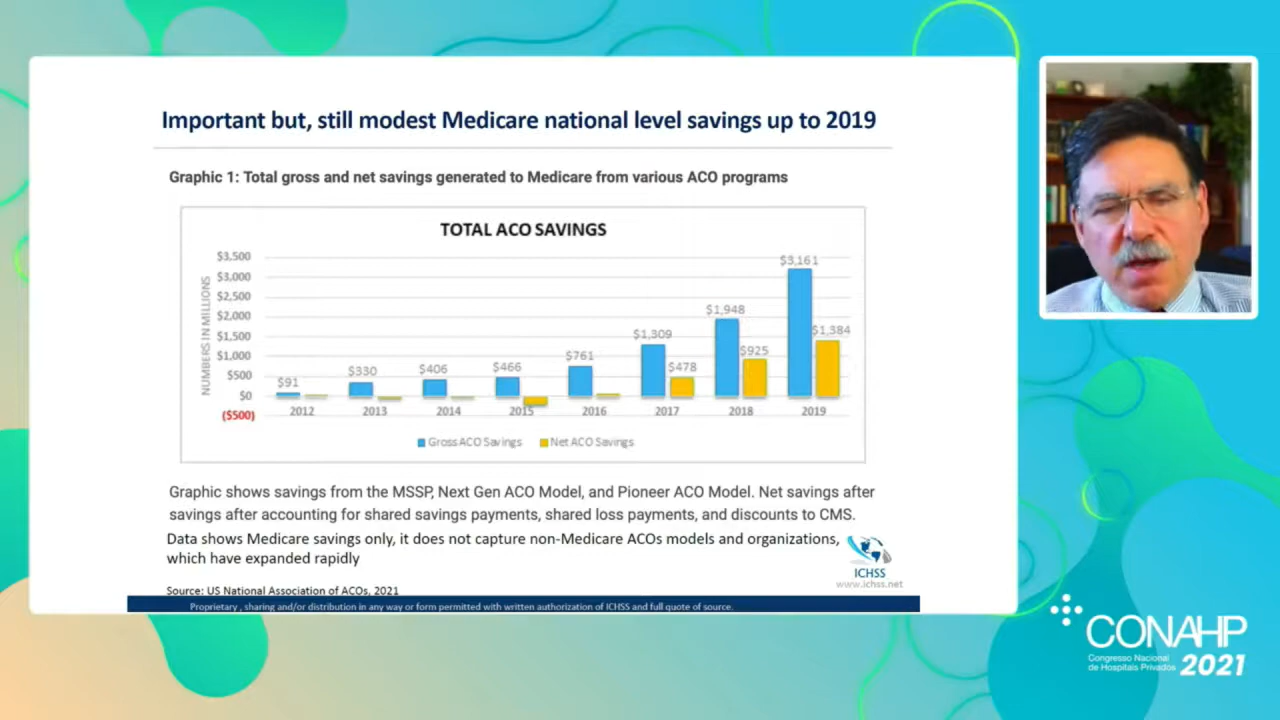 Important but, still modest Medicare national level savings up to 2019
Graphic 1: Total gross and net savings generated to Medicare from various ACO programs
TOTAL ACO SAVINGS
NUMBERS IN MILLIONS
$3,500
$3,000
$2,500
$2,000
$1,500
$1,000
$500
$0
($500)
$91
$330
$406
$466
$761
$1,309
$478
$1,948
$925
$3,161
$1,384
2012
2013
2014
2015
2016
2017
2018
2019
Gross ACO Savings
Net ACO Savings
Graphic shows savings from the MSSP, Next Gen ACO Model, and Pioneer ACO Model. Net savings after
savings after accounting for shared savings payments, shared loss payments, and discounts to CMS.
Data shows Medicare savings only, it does not capture non-Medicare ACOs models and organizations,
which have expanded rapidly
ICHSS
www.ichss.net
Source: US National Association of ACOs, 2021
Proprietary , sharing and/or distribution in any way or form permitted with written authorization of ICHSS and full quote of source.
CONAHP
Congresso Nacional
de Hospitais Privados
2021